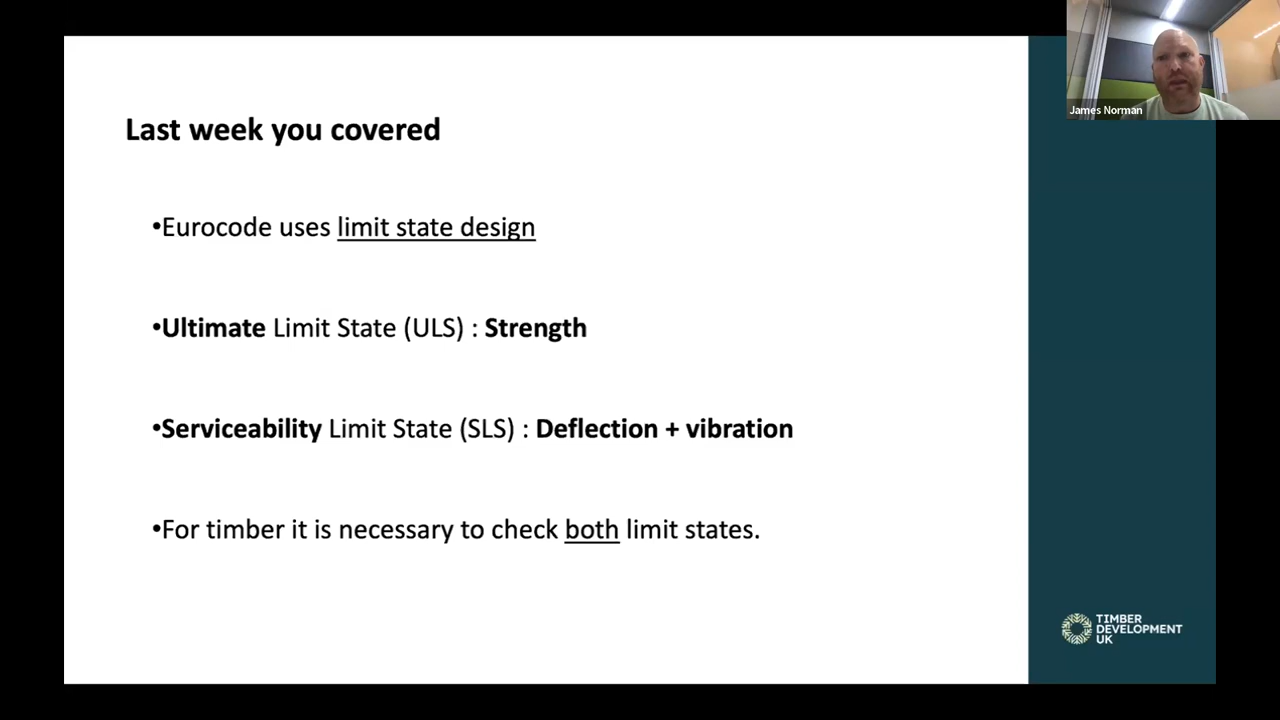 James Norman
Last week you covered
•Eurocode uses limit state design
•Ultimate Limit State (ULS) : Strength
•Serviceability Limit State (SLS) : Deflection + vibration
•For timber it is necessary to check both limit states.
TIMBER
DEVELOPMENT
UK